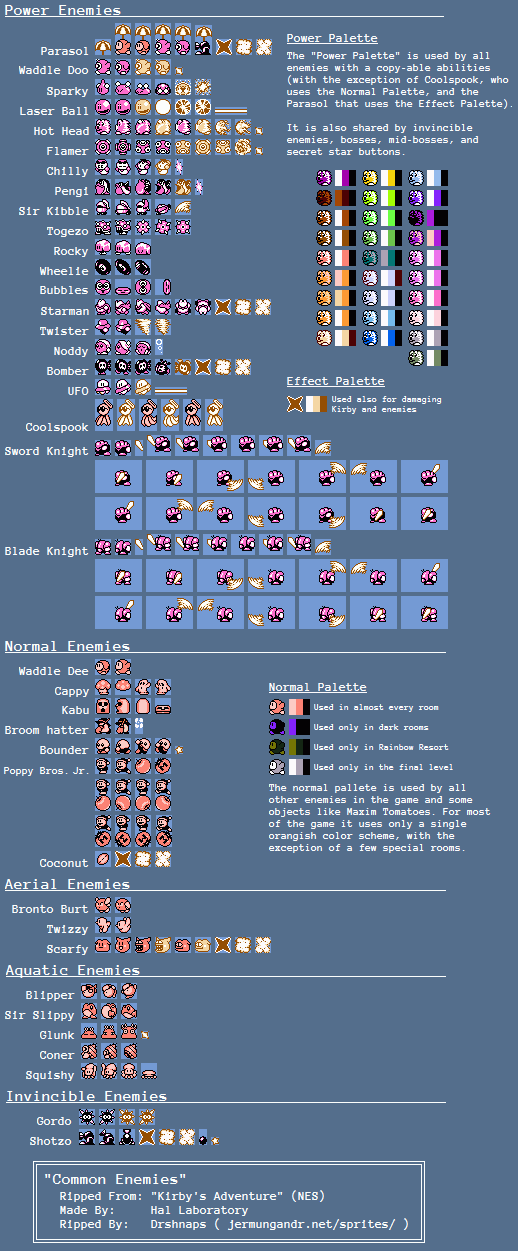 Power Enemies
Parasol
Waddle Doo
Sparky
Laser Ball
Hot Head
Flamer
Chilly
Pengi
Sir Kibble
Togezo
Rocky
Wheelie
Bubbles
Starman
Twister
Noddy
Bomber
UFO
Coolspook
Sword Knight
Blade Knight
Power Palette
The "Power Palette" is used by all
enemies with a copy-able abilities
(with the exception of Coolspook, who
uses the Normal Palette, and the
Parasol that uses the Effect Palette).
It is also shared by invincible
enemies, bosses, mid-bosses, and
secret star buttons.
Effect Palette
Used also for damaging
Kirby and enemies
Normal Enemies
Waddle Dee
Cappy
Kabu
Broom hatter
Bounder
Poppy Bros. Jr.
Coconut
Normal Palette
Used in almost every room
Used only in dark rooms
Used only in Rainbow Resort
Used only in the final level
The normal pallete is used by all
other enemies in the game and some
objects like Maxim Tomatoes. For most
of the game it uses only a single
orangish color scheme, with the
exception of a few special rooms.
Aerial Enemies
Bronto Burt
Twizzy
Scarfy
Aquatic Enemies
Blipper
Sir Slippy
Glunk
Coner
Squishy
Invincible Enemies
Gordo
Shotzo
"Common Enemies"
Ripped From: "Kirby's Adventure" (NES)
Made By: Hal Laboratory
Ripped By: Drshnaps ( jermungandr.net/sprites/ )